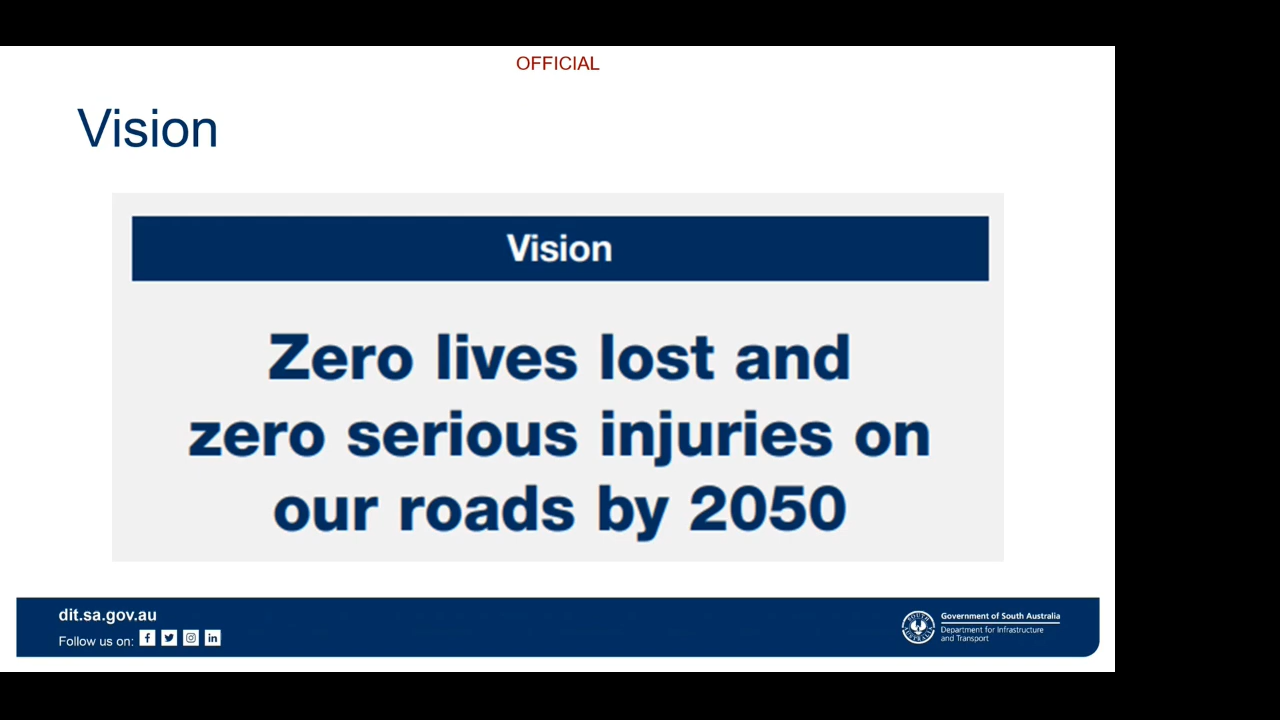 OFFICIAL
Vision
Vision
Zero lives lost and
zero serious injuries on
our roads by 2050
dit.sa.gov.au
Follow us on:
Government of South Australia
Department for Infrastructure
and Transport